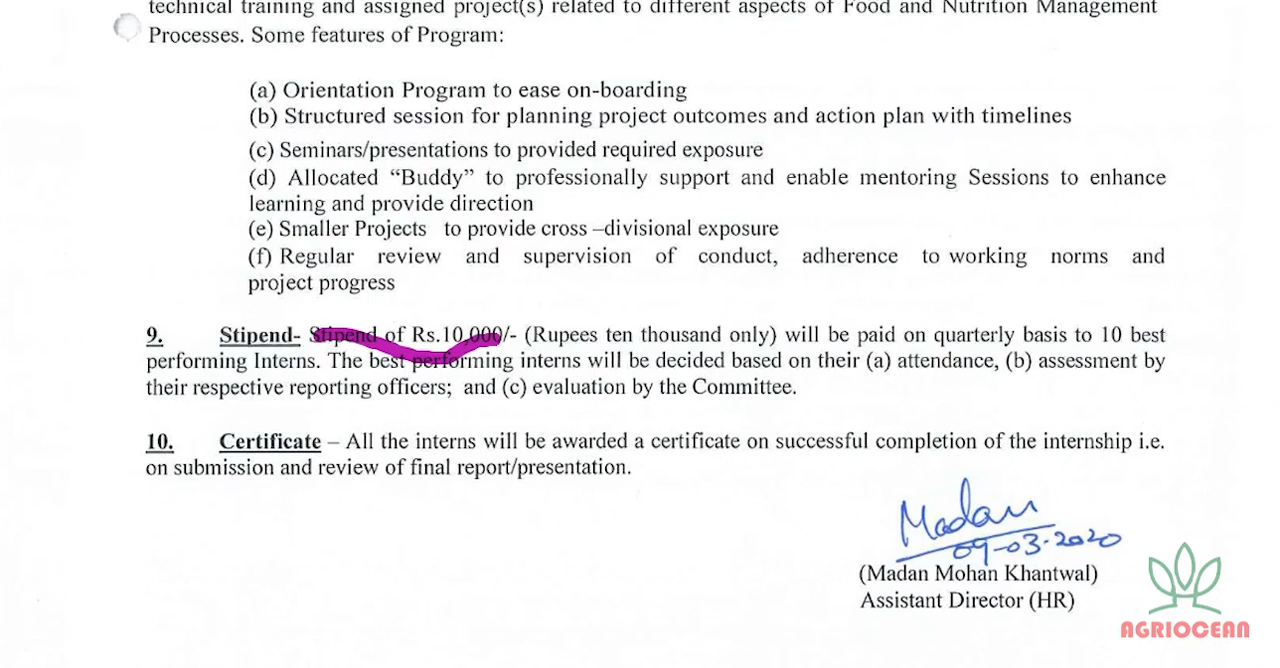 technical training and assigned project(s) related to different aspects of Food and Nutrition Management
Processes. Some features of Program:
(a) Orientation Program to ease on-boarding
(b) Structured session for planning project outcomes and action plan with timelines
(c) Seminars/presentations to provided required exposure
(d) Allocated “Buddy” to professionally support and enable mentoring Sessions to enhance
learning and provide direction
(e) Smaller Projects to provide cross –divisional exposure
(f) Regular review and supervision of conduct, adherence to working norms and
project progress
9. Stipend- Stipend of Rs.10,000/- (Rupees ten thousand only) will be paid on quarterly basis to 10 best
performing Interns. The best performing interns will be decided based on their (a) attendance, (b) assessment by
their respective reporting officers; and (c) evaluation by the Committee.
10. Certificate – All the interns will be awarded a certificate on successful completion of the internship i.e.
on submission and review of final report/presentation.
Madan
09-03-2020
(Madan Mohan Khantwal)
Assistant Director (HR)
AGRIOCEAN